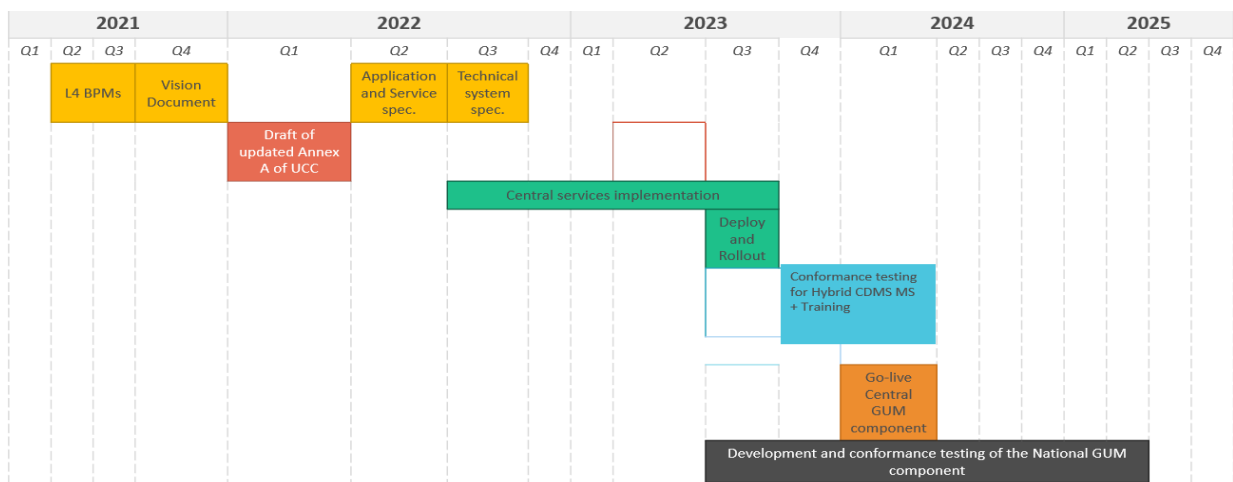 2021 2022 2023 2024 2025
Q1 Q2 Q3 Q4 Q1 Q2 Q3 Q4 Q1 Q2 Q3 Q4 Q1 Q2 Q3 Q4 Q1 Q2 Q3 Q4
L4 BPMs
Vision
Document
Application
and Service
spec.
Technical
system
spec.
Draft of
updated Annex
A of UCC
Central services implementation
Deploy
and
Rollout
Conformance testing
for Hybrid CDMS MS
+ Training
Go-live
Central
GUM
component
Development and conformance testing of the National GUM
component